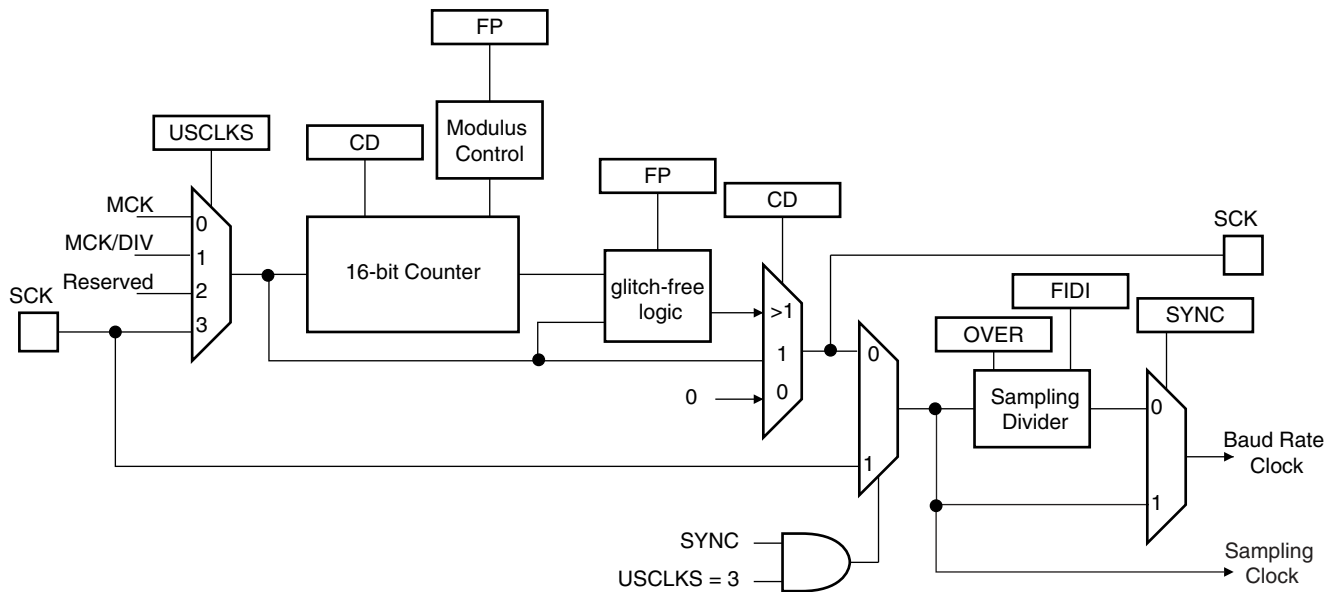 FP
USCLKS
CD
Modulus
Control
FP
CD
MCK
0
MCK/DIV
1
Reserved
2
SCK
3
16-bit Counter
glitch-free
logic
>1
1
0
0
SCK
FIDI
OVER
SYNC
0
Sampling
Divider
0
Baud Rate
Clock
1
1
SYNC
USCLKS = 3
Sampling
Clock